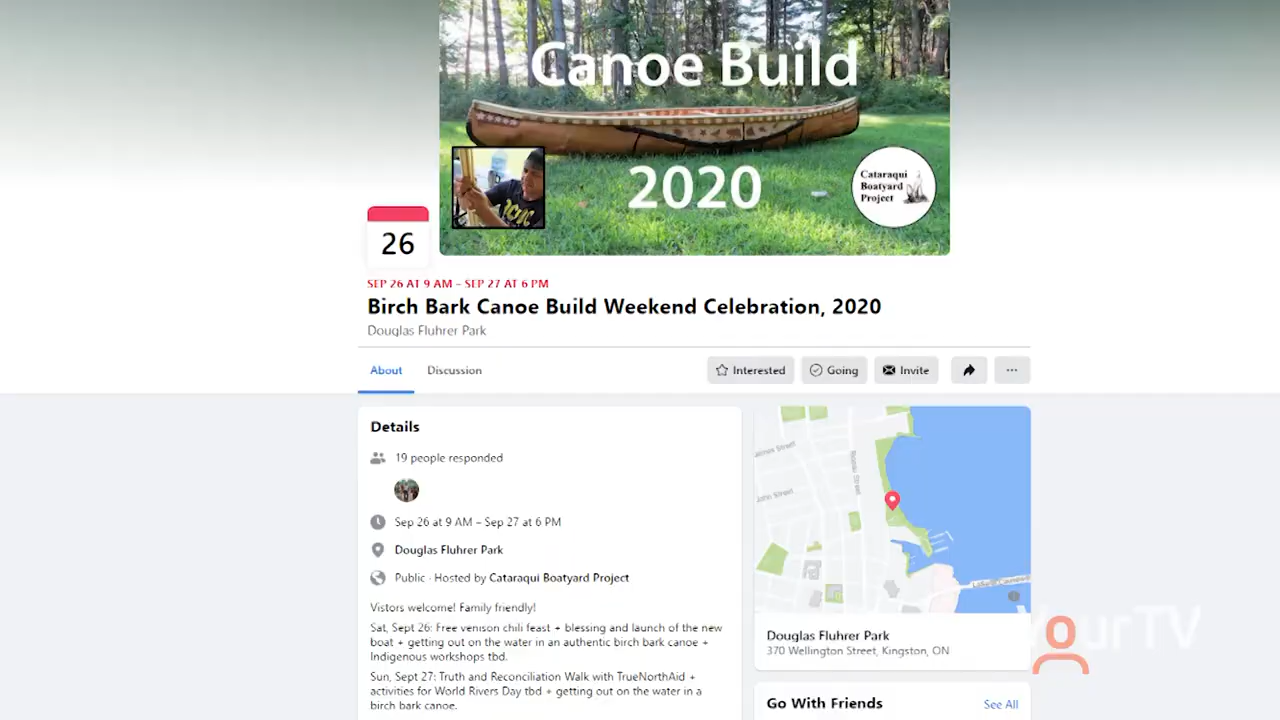 Canoe Build
2020
Cataraqui
Boatyard
Project
26
SEP 26 AT 9 AM – SEP 27 AT 6 PM
Birch Bark Canoe Build Weekend Celebration, 2020
Douglas Fluhrer Park
About
Discussion
Interested
Going
Invite
Details
19 people responded
Sep 26 at 9 AM – Sep 27 at 6 PM
Douglas Fluhrer Park
Public · Hosted by Cataraqui Boatyard Project
Vistors welcome! Family friendly!
Sat, Sept 26: Free venison chili feast + blessing and launch of the new
boat + getting out on the water in an authentic birch bark canoe +
Indigenous workshops tbd.
Sun, Sept 27: Truth and Reconciliation Walk with TrueNorthAid +
activities for World Rivers Day tbd + getting out on the water in a
birch bark canoe.
John Street
Street
Street
YourTV
Douglas Fluhrer Park
370 Wellington Street, Kingston, ON
Go With Friends
See All